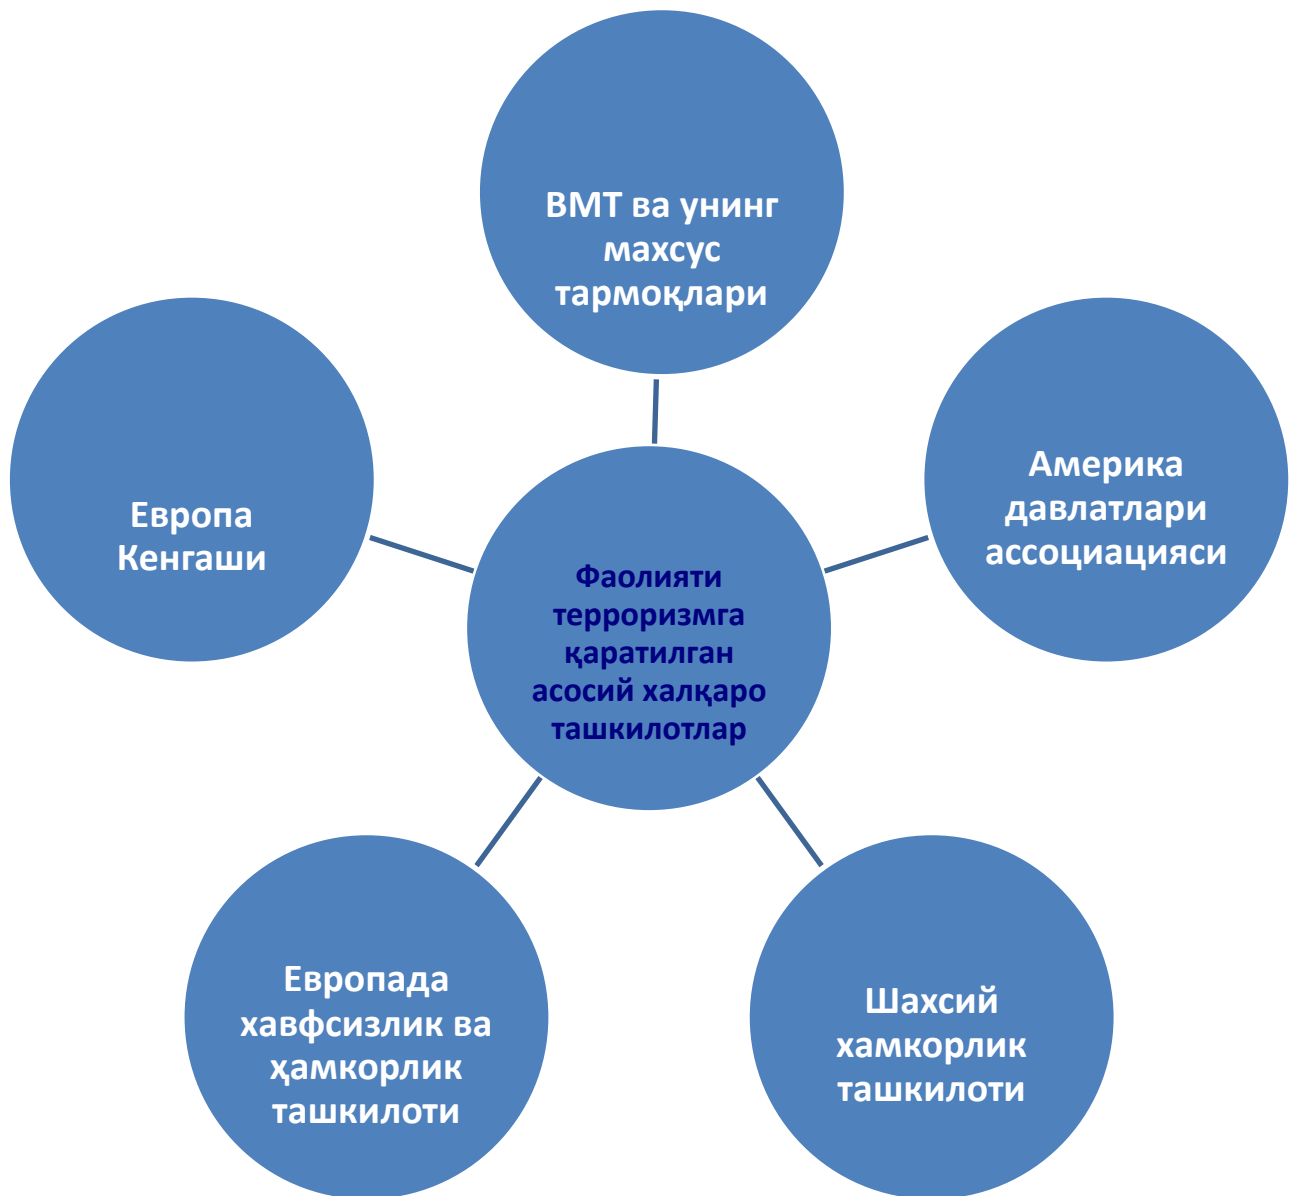 ВМТ ва унинг
махсус
тармоқлари
Америка
давлатлари
ассоциацияси
Европа
Кенгаши
Фаолияти
терроризмга
қаратилган
асосий халқаро
ташкилотлар
Европада
хавфсизлик ва
ҳамкорлик
ташкилоти
Шахсий
хамкорлик
ташкилоти